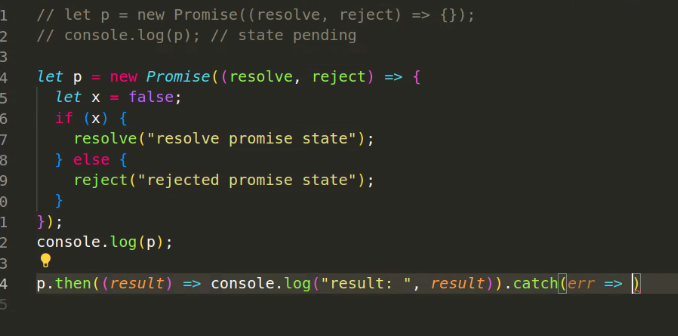 1 // let p = new Promise((resolve, reject) => {});
2 // console.log(p); // state pending
3
4 let p = new Promise((resolve, reject) => {
5   let x = false;
6   if (x) {
7     resolve("resolve promise state");
8   } else {
9     reject("rejected promise state");
0   }
1 });
2 console.log(p);
3
4 p.then((result) => console.log("result: ", result)).catch(err => )
5